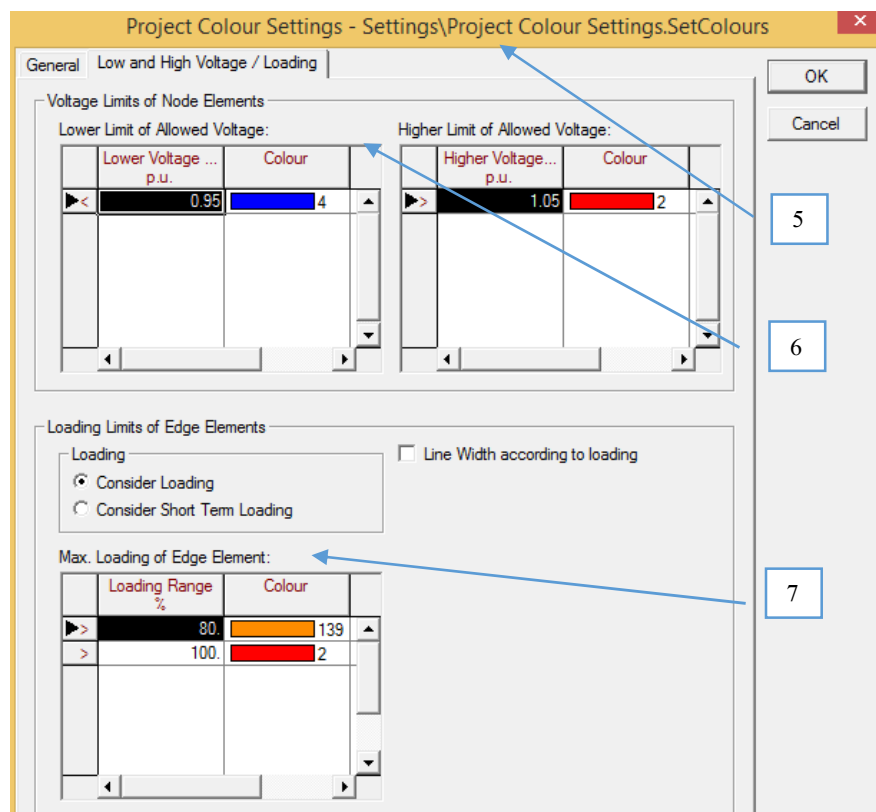 Project Colour Settings - Settings\Project Colour Settings.SetColours
General Low and High Voltage / Loading
OK
Cancel
Voltage Limits of Node Elements
Lower Limit of Allowed Voltage:
Higher Limit of Allowed Voltage:
Lower Voltage ... Colour
p.u.
< 0.95 4
Higher Voltage... Colour
p.u.
> 1.05 2
5
6
Loading Limits of Edge Elements
Loading
Consider Loading
Consider Short Term Loading
Line Width according to loading
Max. Loading of Edge Element:
Loading Range Colour
%
> 80. 139
> 100. 2
7